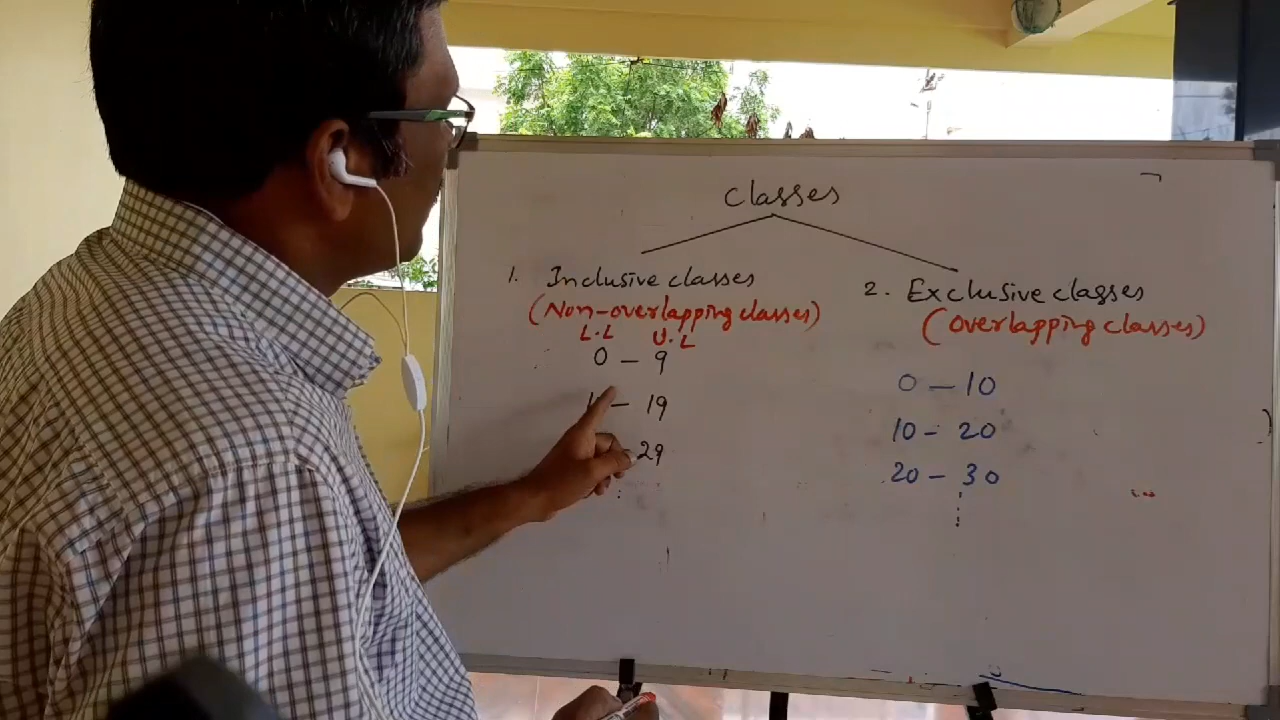 classes
1. Inclusive classes
(Non-overlapping classes)
L.L U.L
0 – 9
– 19
29
2. Exclusive classes
(Overlapping classes)
0 – 10
10 – 20
20 – 30